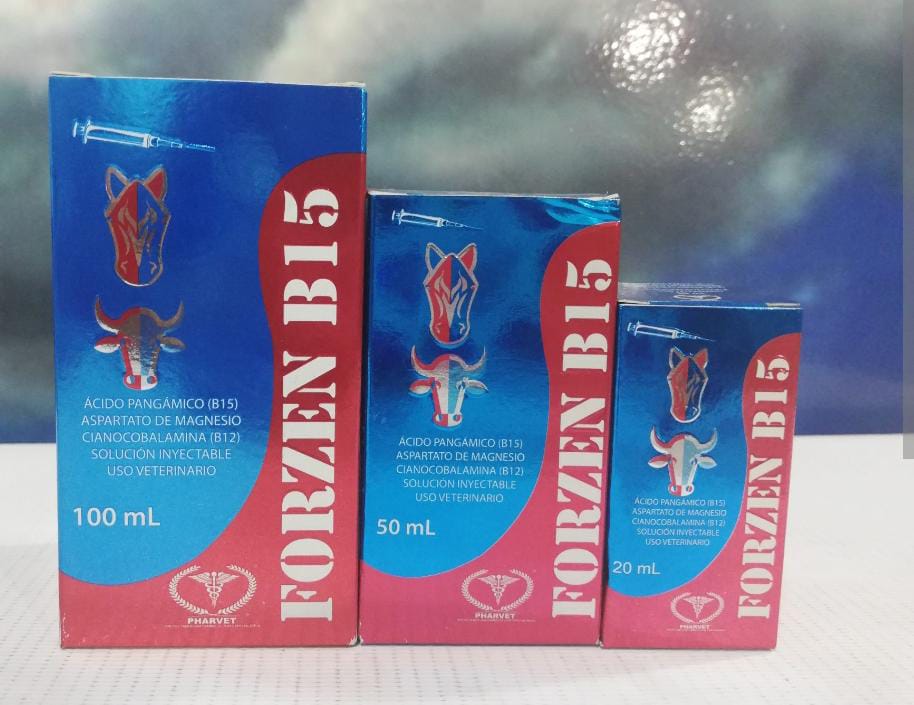 FORZEN B15
ÁCIDO PANGÁMICO (B15)
ASPARTATO DE MAGNESIO
CIANOCOBALAMINA (B12)
SOLUCIÓN INYECTABLE
USO VETERINARIO
100 mL
PHARVET
FORZEN B15
ÁCIDO PANGÁMICO (B15)
ASPARTATO DE MAGNESIO
CIANOCOBALAMINA (B12)
SOLUCIÓN INYECTABLE
USO VETERINARIO
50 mL
PHARVET
FORZEN B15
ÁCIDO PANGÁMICO (B15)
ASPARTATO DE MAGNESIO
CIANOCOBALAMINA (B12)
SOLUCIÓN INYECTABLE
USO VETERINARIO
20 mL
PHARVET